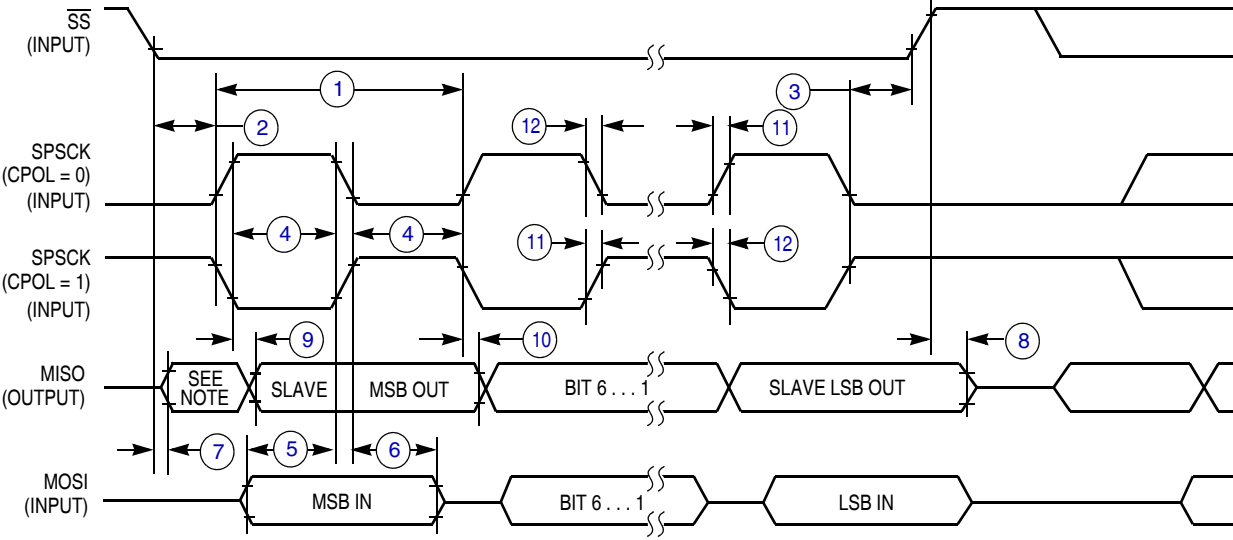 SS
(INPUT)
1
3
2
12
11
SPSCK
(CPOL = 0)
(INPUT)
4
4
11
12
SPSCK
(CPOL = 1)
(INPUT)
9
10
8
MISO
(OUTPUT)
SEE
NOTE
SLAVE
MSB OUT
BIT 6 . . . 1
SLAVE LSB OUT
7
5
6
MOSI
(INPUT)
MSB IN
BIT 6 . . . 1
LSB IN